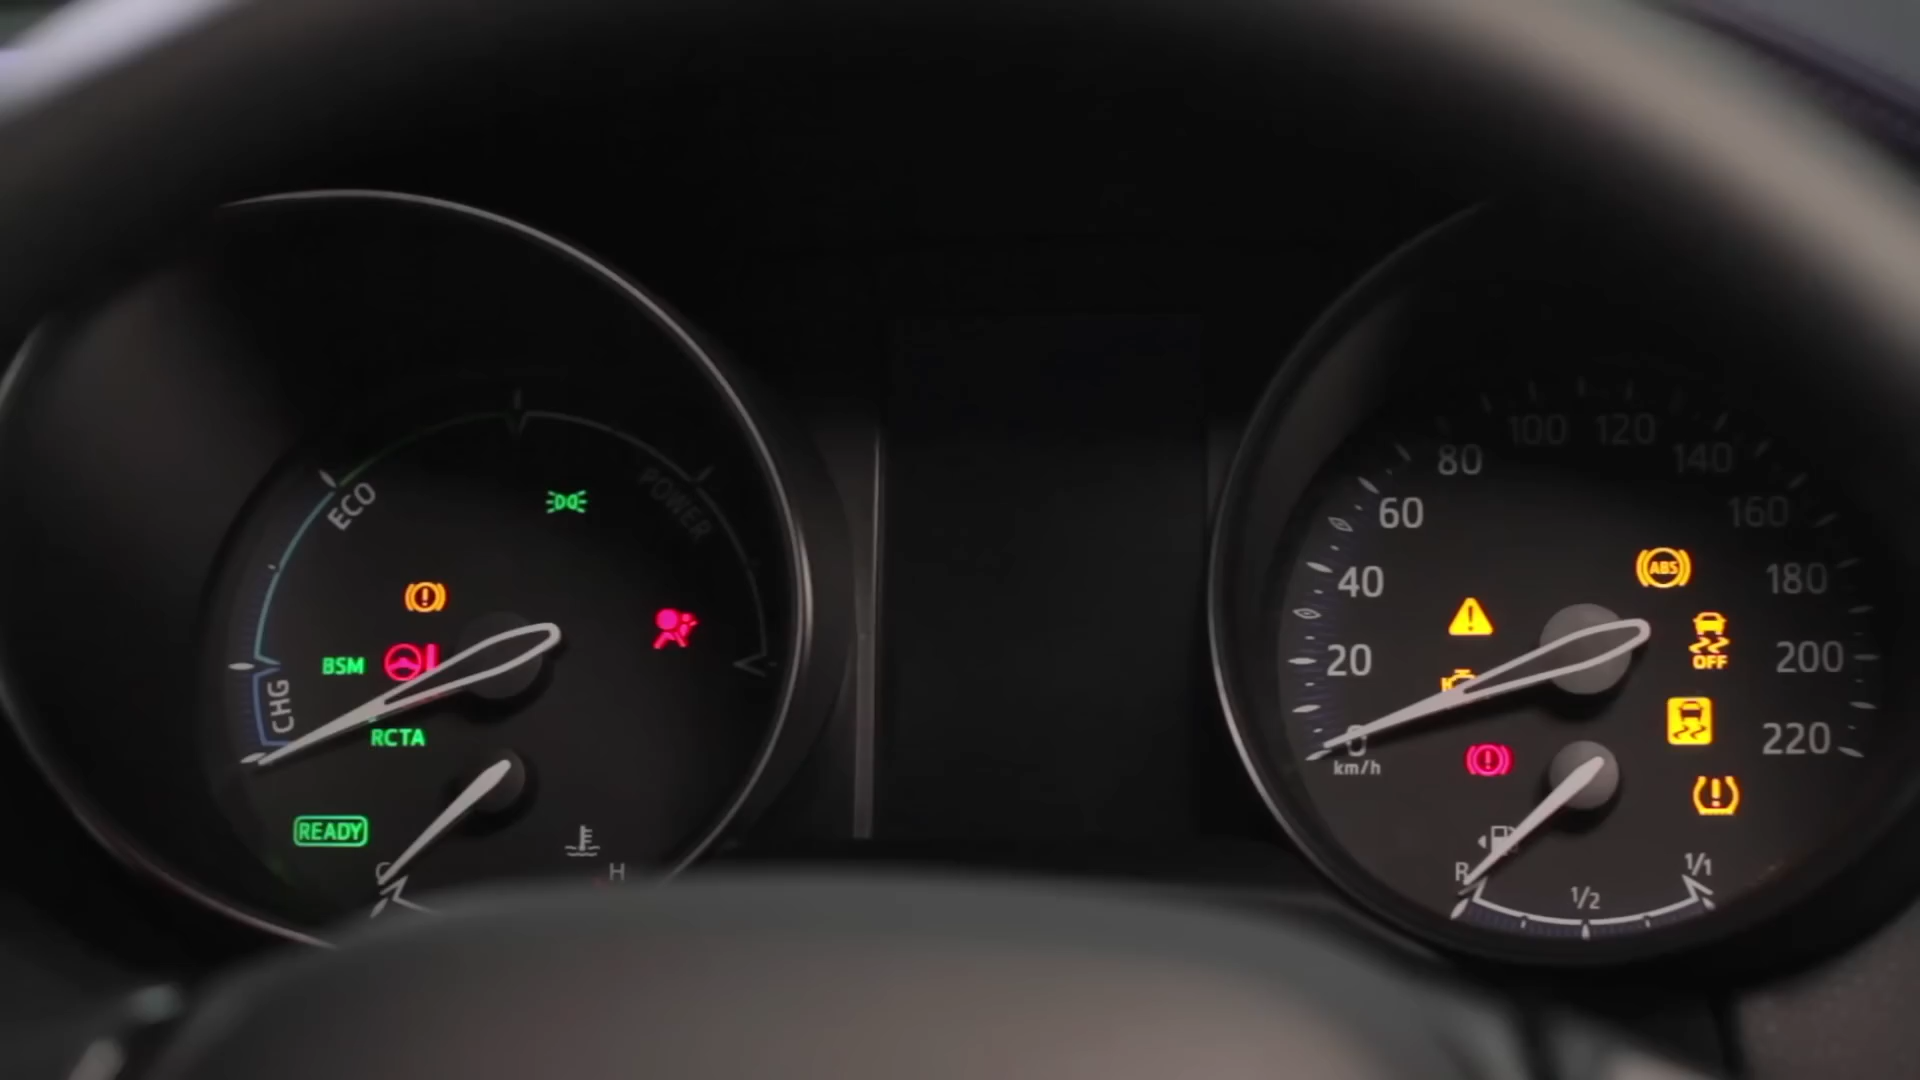 ECO
POWER
CHG
BSM
RCTA
READY
C
H
0
20
40
60
80
100
120
140
160
180
200
220
km/h
ABS
OFF
R
1/2
1/1